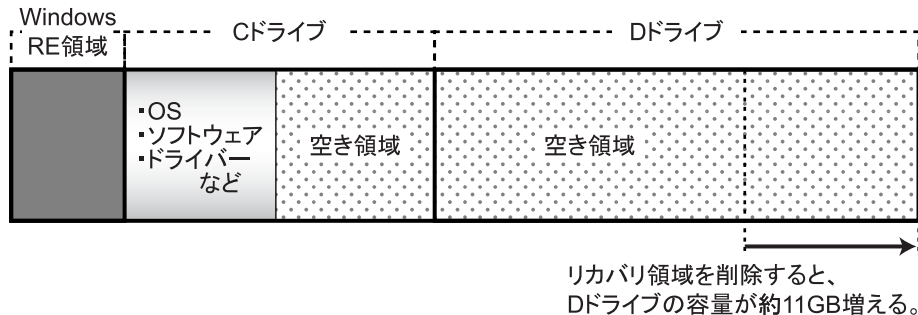 Windows
RE領域
Cドライブ
Dドライブ
・OS
・ソフトウェア
・ドライバー
など
空き領域
空き領域
リカバリ領域を削除すると、
Dドライブの容量が約11GB増える。